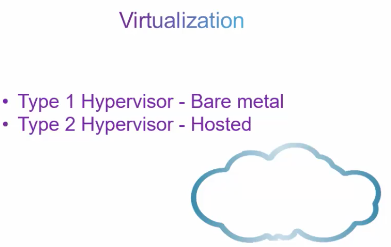 Virtualization
• Type 1 Hypervisor - Bare metal
• Type 2 Hypervisor - Hosted